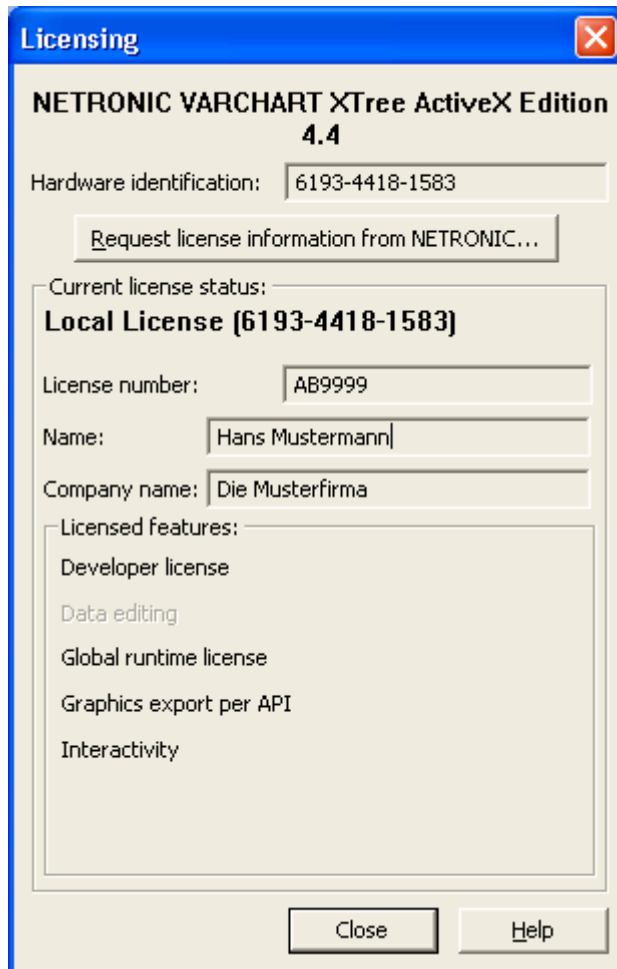 Licensing
NETRONIC VARCHART XTree ActiveX Edition
4.4
Hardware identification: 6193-4418-1583
Request license information from NETRONIC...
Current license status:
Local License (6193-4418-1583)
License number: AB9999
Name: Hans Mustermann
Company name: Die Musterfirma
Licensed features:
Developer license
Data editing
Global runtime license
Graphics export per API
Interactivity
Close Help